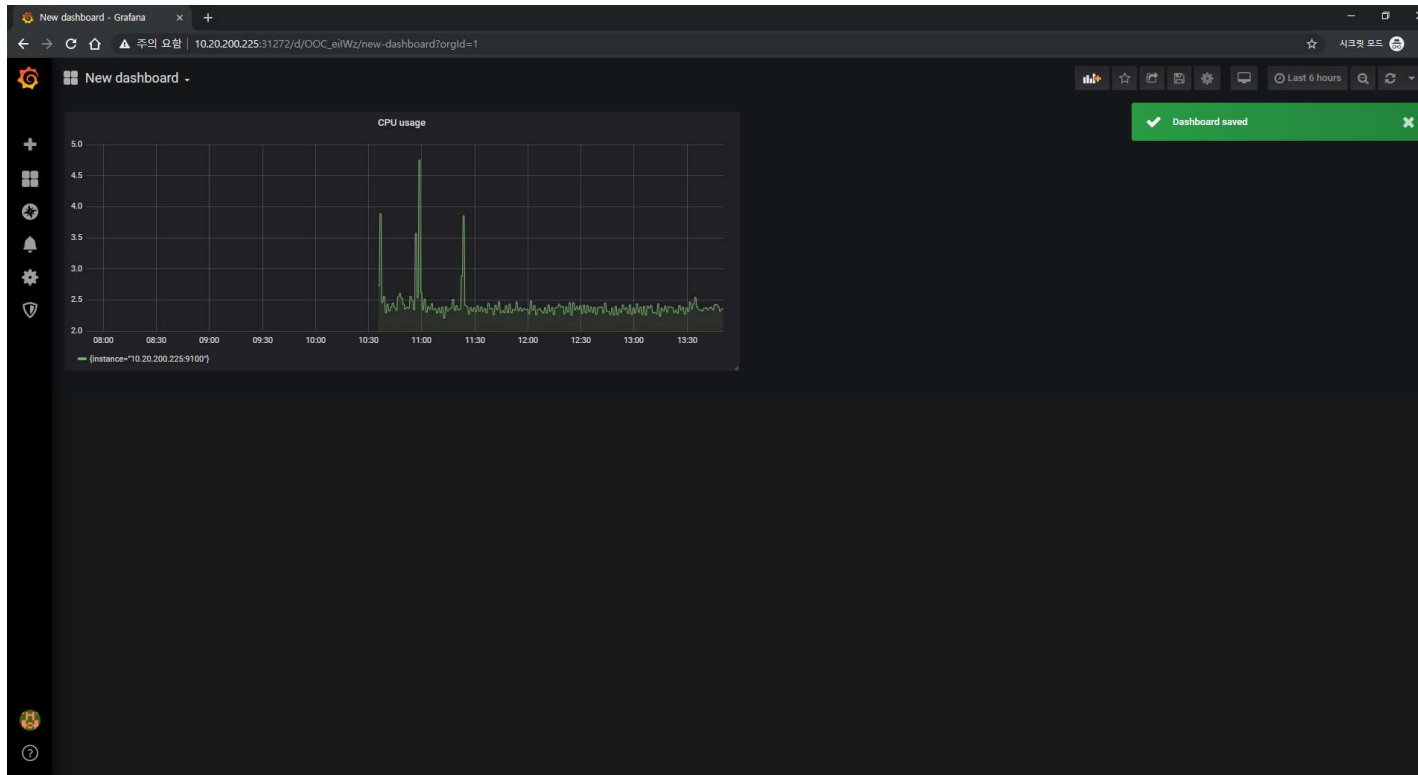 New dashboard - Grafana
주의 요함 | 10.20.200.225:31272/d/OOC_eiIWz/new-dashboard?orgId=1
시크릿 모드
New dashboard
Last 6 hours
Dashboard saved
CPU usage
5.0
4.5
4.0
3.5
3.0
2.5
2.0
08:00 08:30 09:00 09:30 10:00 10:30 11:00 11:30 12:00 12:30 13:00 13:30
{instance="10.20.200.225:9100"}